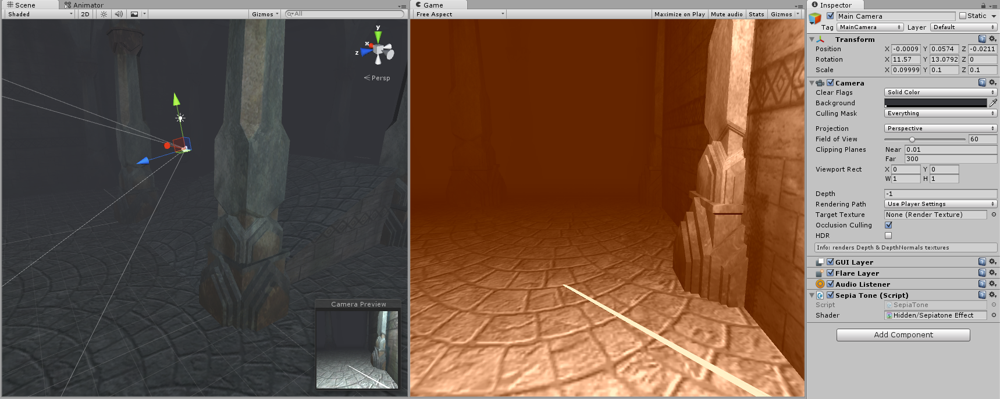 Scene Animator
Shaded 2D Gizmos All
y
x
z
Persp
Camera Preview
Game
Free Aspect Maximize on Play Mute audio Stats Gizmos
Inspector
Main Camera Static
Tag MainCamera Layer Default
Transform
Position X -0.0009 Y 0.0574 Z -0.0211
Rotation X 11.57 Y 13.0792 Z 0
Scale X 0.09999 Y 0.1 Z 0.1
Camera
Clear Flags Solid Color
Background
Culling Mask Everything
Projection Perspective
Field of View 60
Clipping Planes Near 0.01
Far 300
Viewport Rect X 0 Y 0
W 1 H 1
Depth -1
Rendering Path Use Player Settings
Target Texture None (Render Texture)
Occlusion Culling
HDR
Info: renders Depth & DepthNormals textures
GUI Layer
Flare Layer
Audio Listener
Sepia Tone (Script)
Script SepiaTone
Shader Hidden/Sepiatone Effect
Add Component